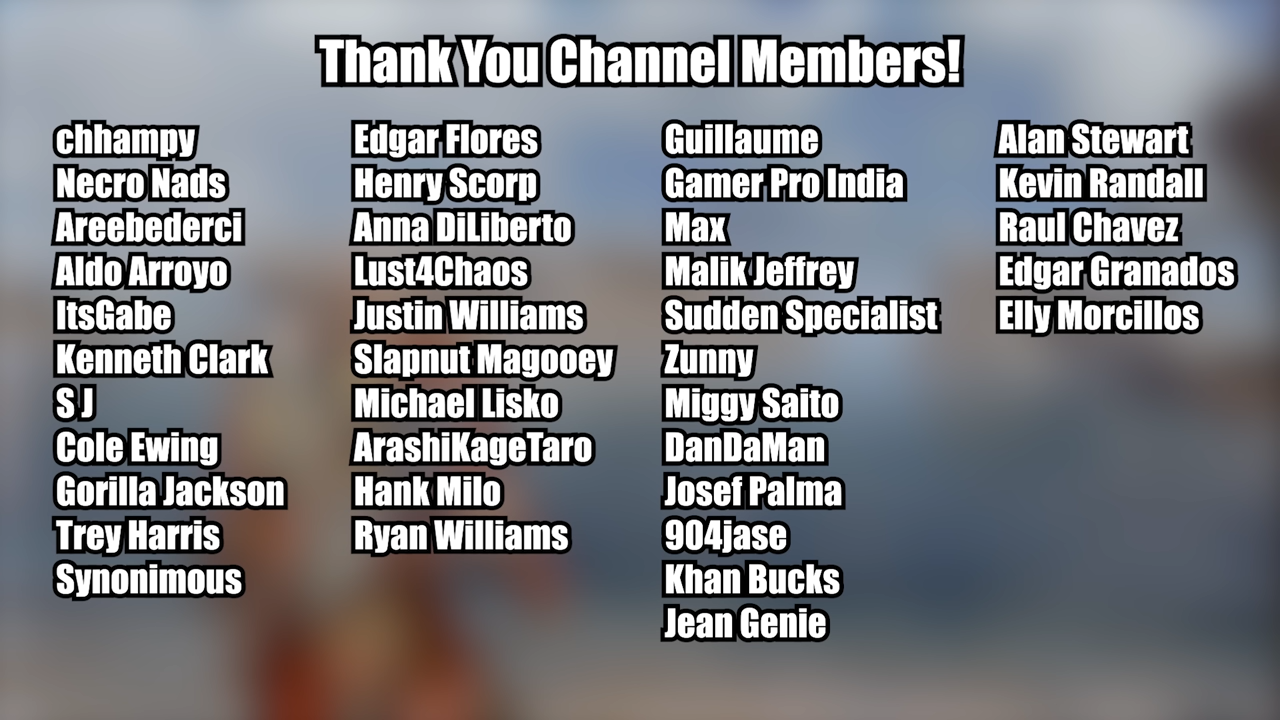 Thank You Channel Members!
chhampy
Necro Nads
Areebederci
Aldo Arroyo
ItsGabe
Kenneth Clark
S J
Cole Ewing
Gorilla Jackson
Trey Harris
Synonimous
Edgar Flores
Henry Scorp
Anna DiLiberto
Lust4Chaos
Justin Williams
Slapnut Magooey
Michael Lisko
ArashiKageTaro
Hank Milo
Ryan Williams
Guillaume
Gamer Pro India
Max
Malik Jeffrey
Sudden Specialist
Zunny
Miggy Saito
DanDaMan
Josef Palma
904jase
Khan Bucks
Jean Genie
Alan Stewart
Kevin Randall
Raul Chavez
Edgar Granados
Elly Morcillos